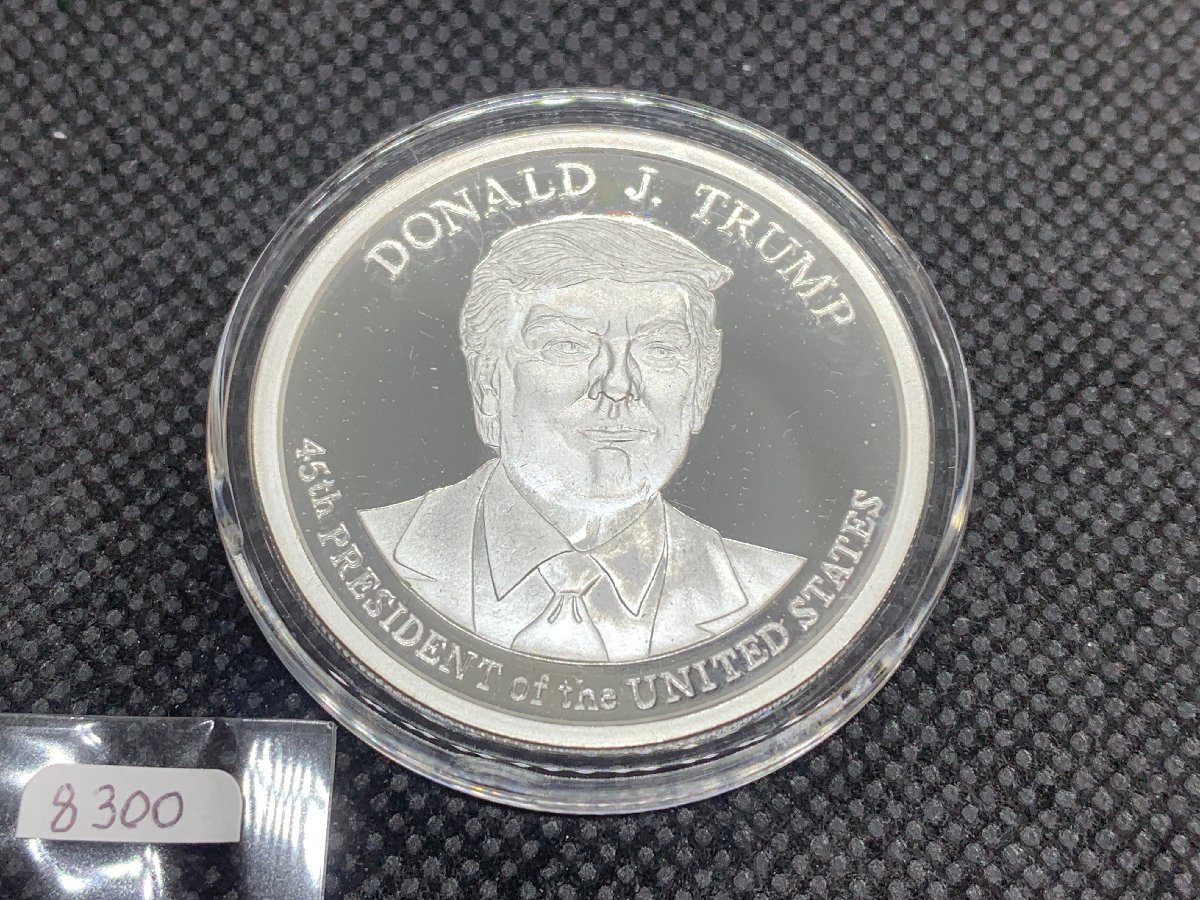 DONALD J. TRUMP
45th PRESIDENT of the UNITED STATES
8300